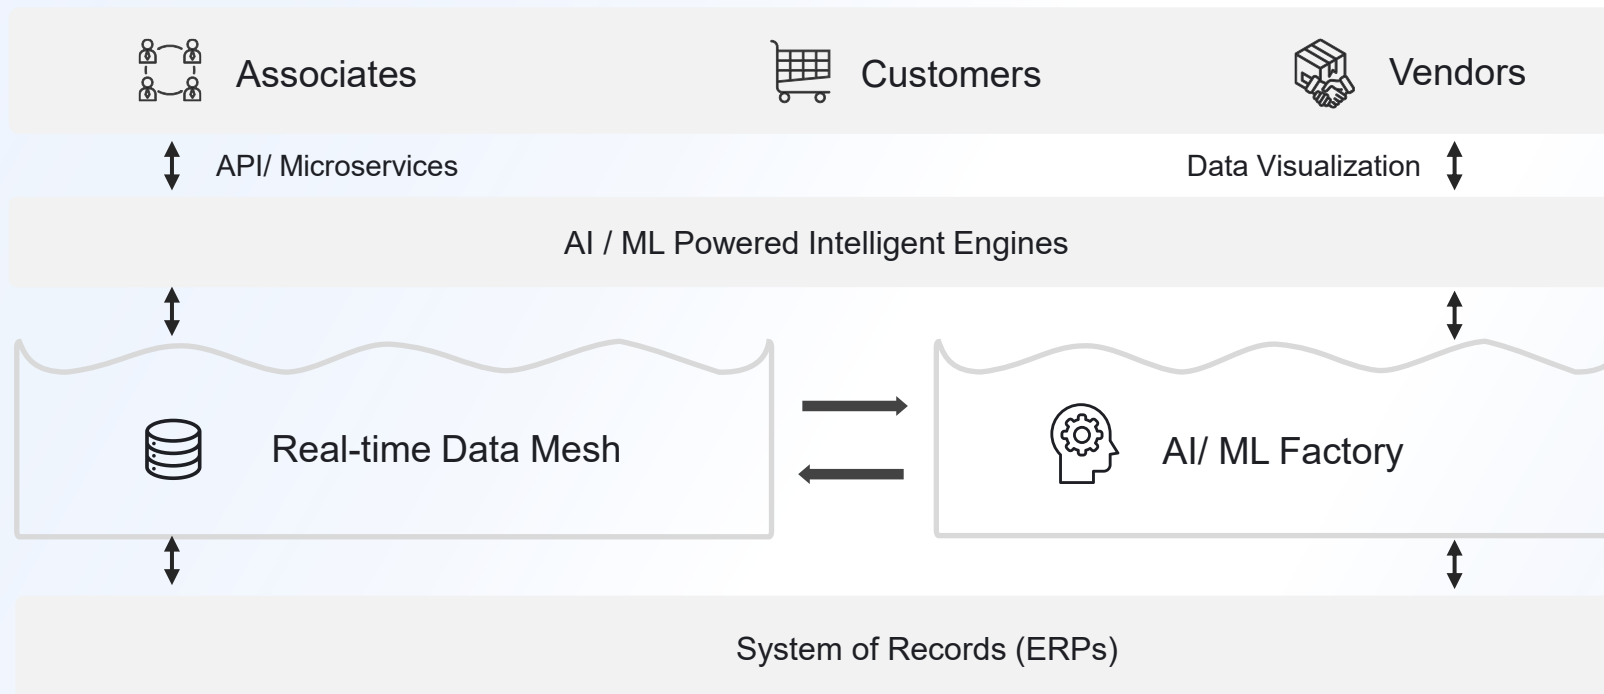 Associates
Customers
Vendors
API/ Microservices
Data Visualization
AI / ML Powered Intelligent Engines
Real-time Data Mesh
AI/ ML Factory
System of Records (ERPs)